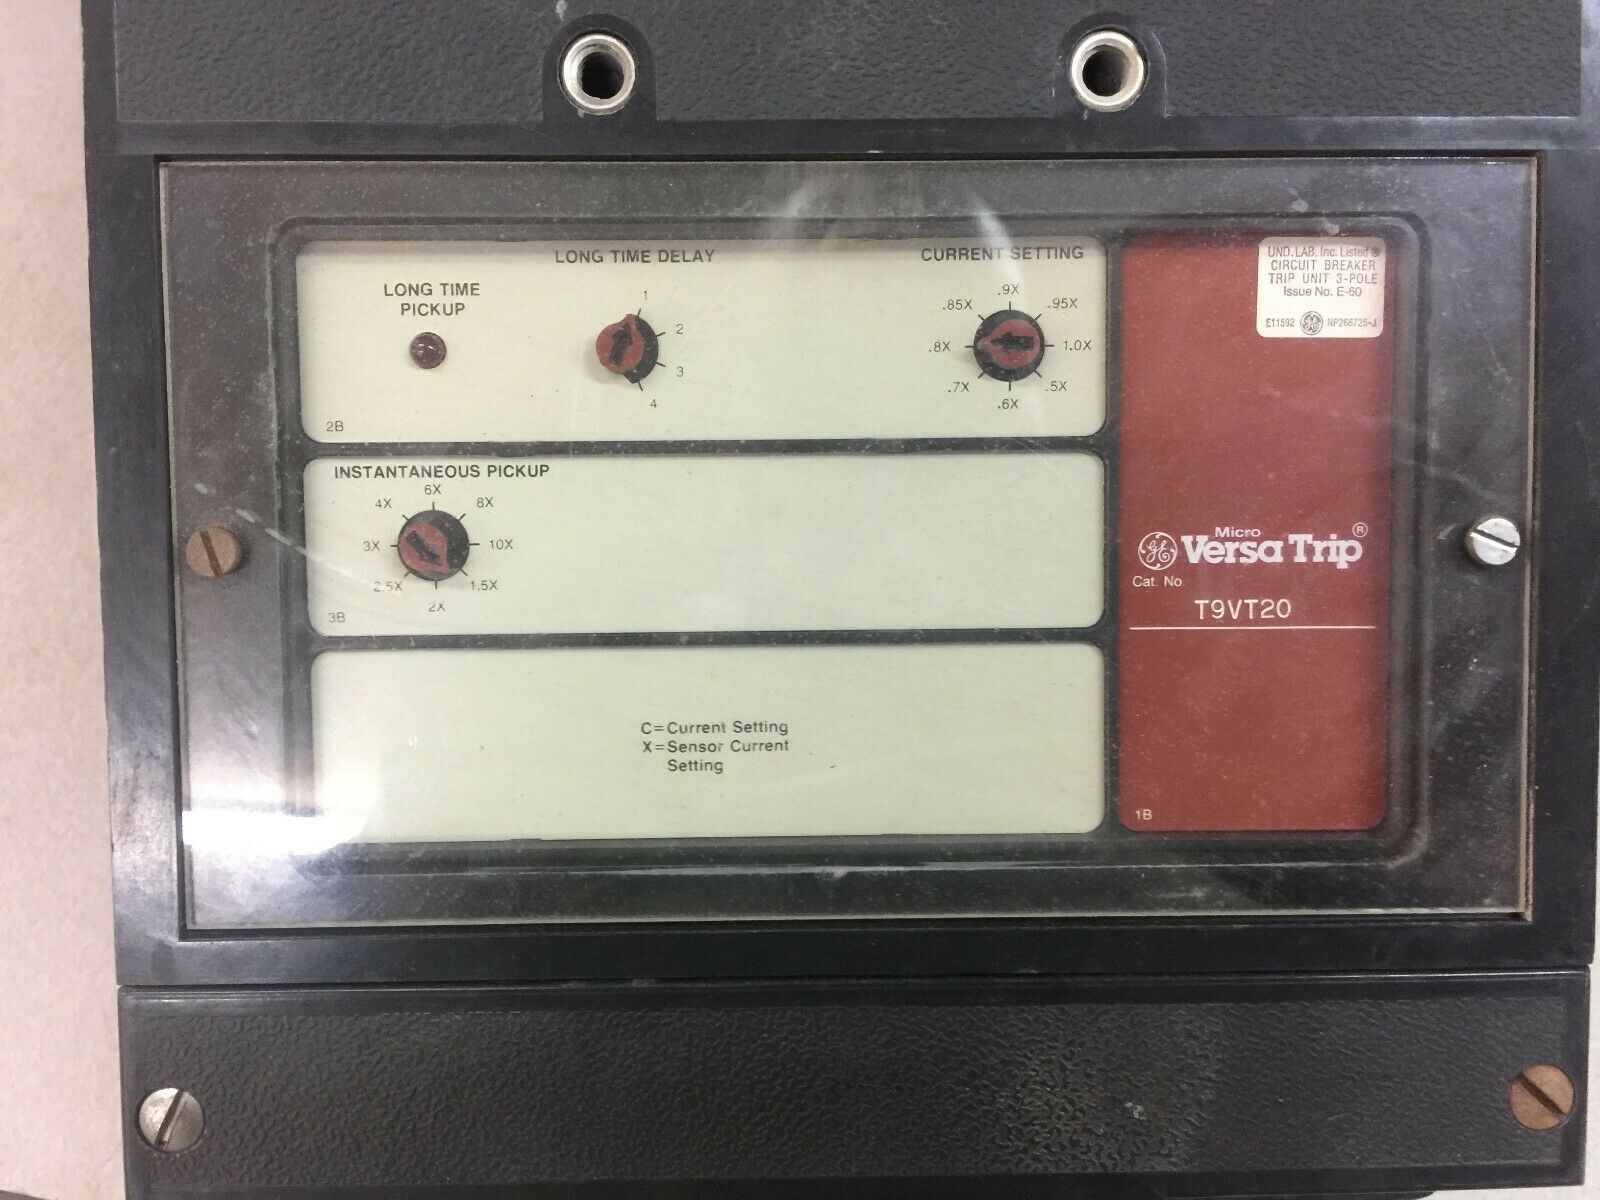 LONG TIME DELAY
CURRENT SETTING
LONG TIME
PICKUP
1
2
3
4
.5X
.6X
.7X
.8X
.85X
.9X
.95X
1.0X
2B
INSTANTANEOUS PICKUP
1.5X
2X
2.5X
3X
4X
6X
8X
10X
3B
C=Current Setting
X=Sensor Current
Setting
UND. LAB. Inc. Listed ®
CIRCUIT BREAKER
TRIP UNIT 3-POLE
Issue No. E-60
E11592 GE NF266725-J
Micro
GE Versa Trip ®
Cat. No.
T9VT20
1B